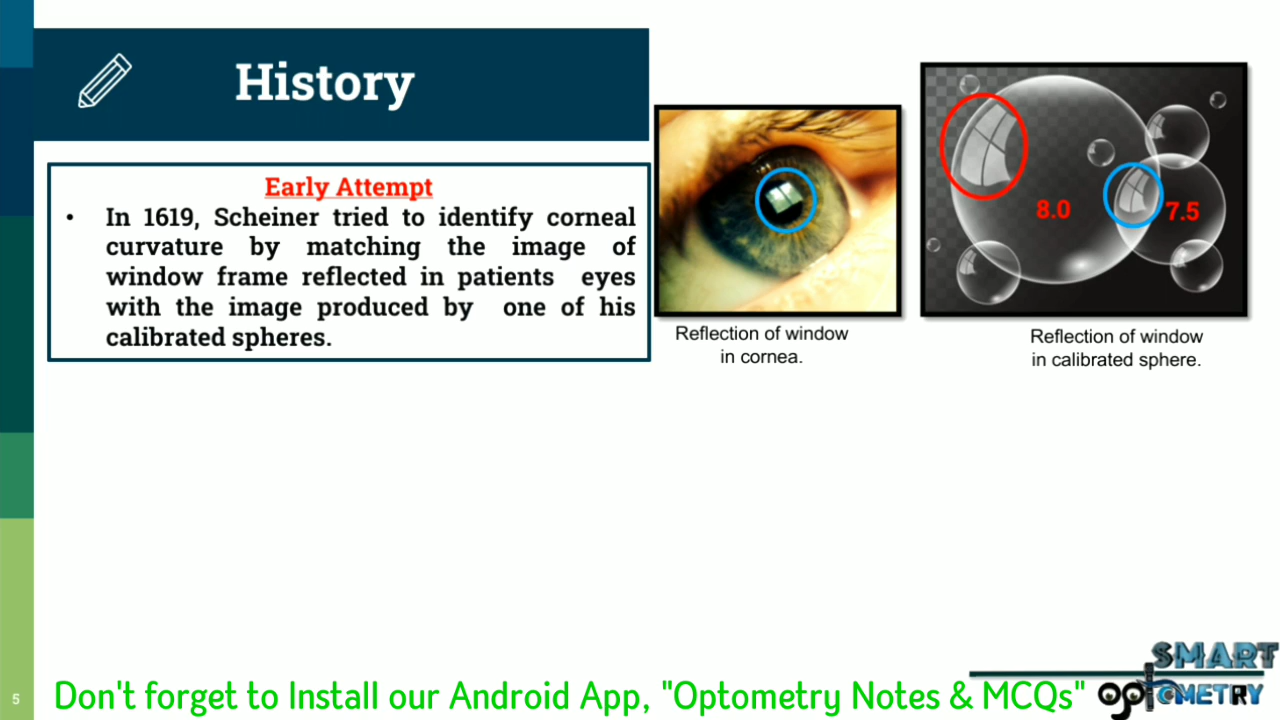 History
Early Attempt
• In 1619, Scheiner tried to identify corneal
curvature by matching the image of
window frame reflected in patients eyes
with the image produced by one of his
calibrated spheres.
8.0
7.5
Reflection of window
in cornea.
Reflection of window
in calibrated sphere.
5
Don't forget to Install our Android App, "Optometry Notes & MCQs"
SMART
OPTOMETRY